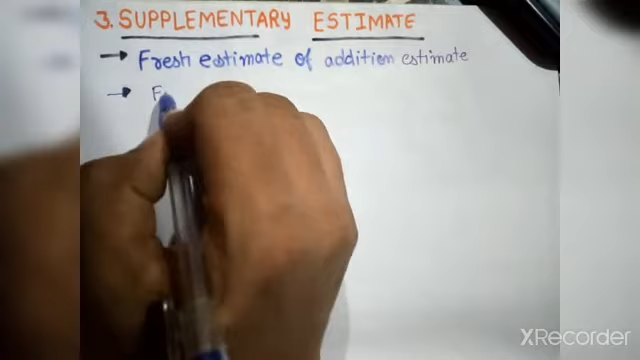 3. SUPPLEMENTARY ESTIMATE
→ Fresh estimate of addition estimate
→ F
XRecorder